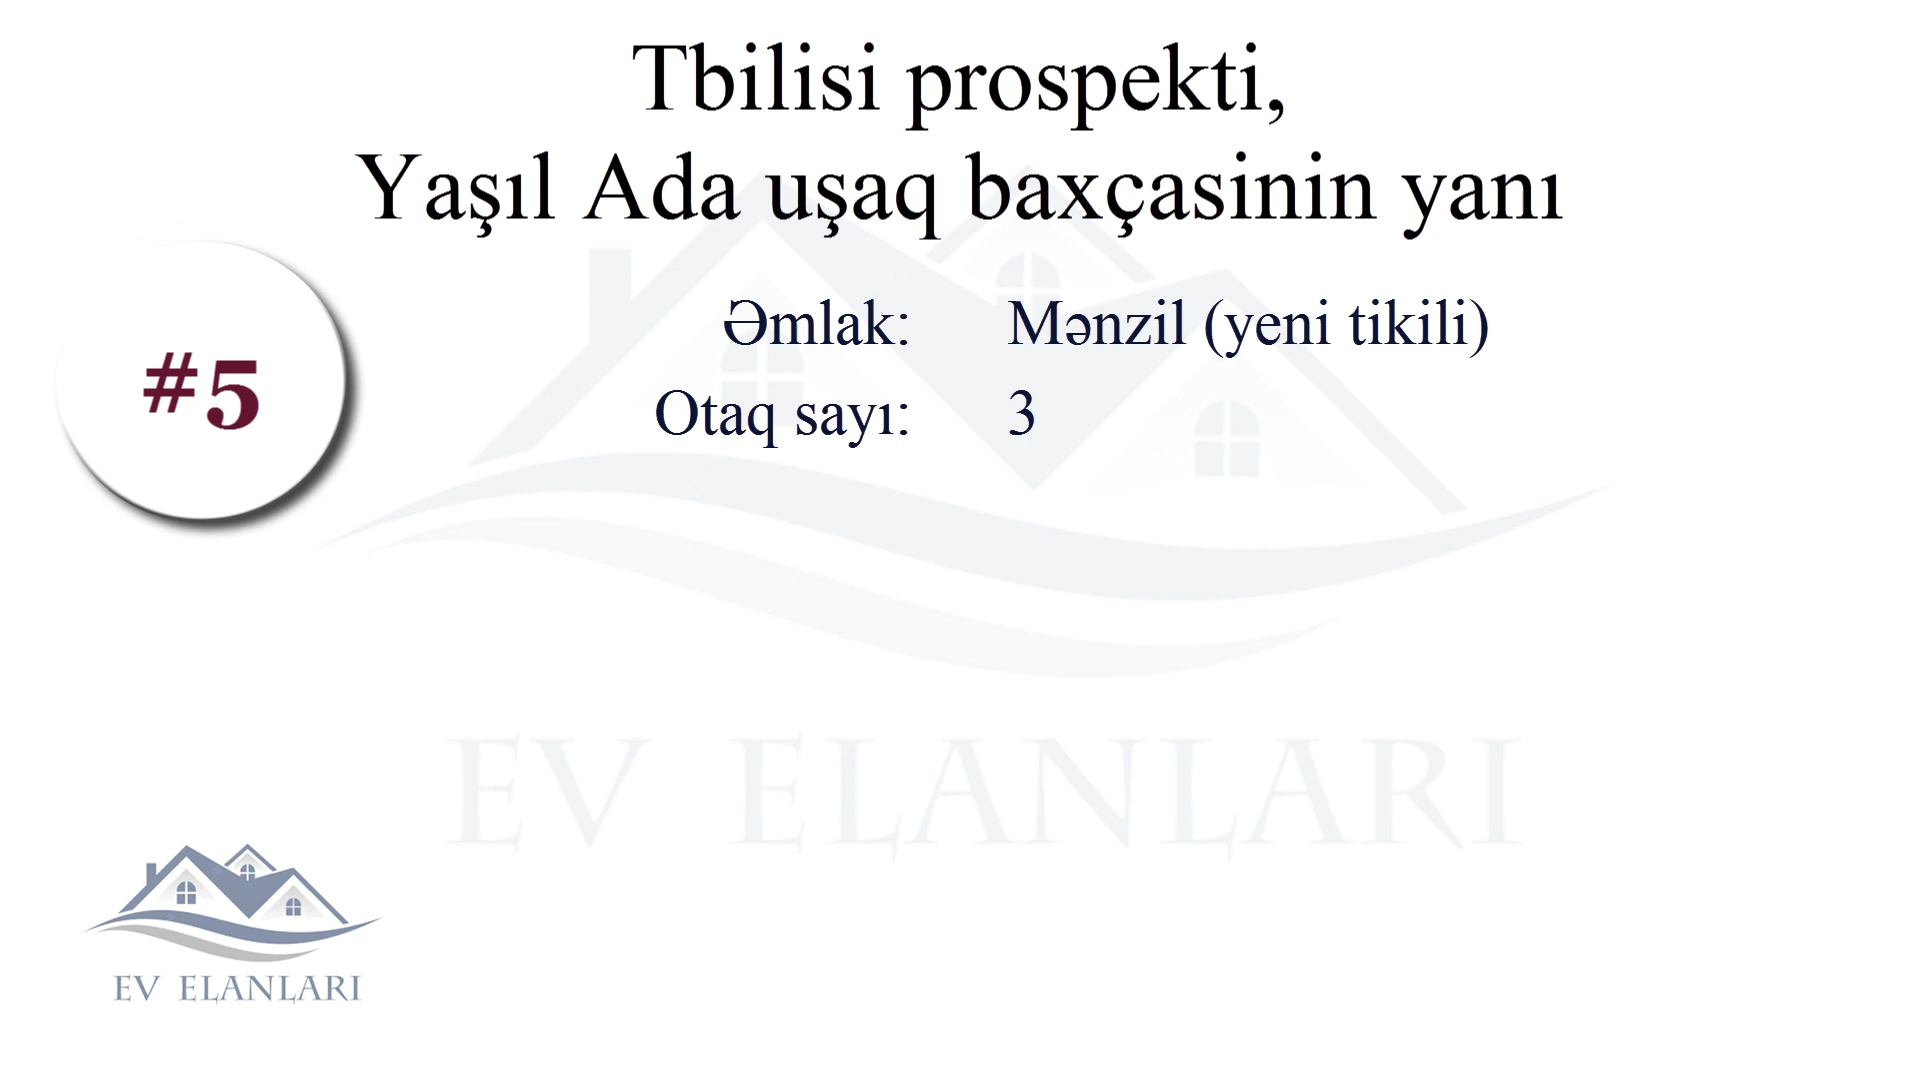 Tbilisi prospekti,
Yaşıl Ada uşaq baxçasinin yanı
#5
Əmlak: Mənzil (yeni tikili)
Otaq sayı: 3
EV ELANLARI
EV ELANLARI